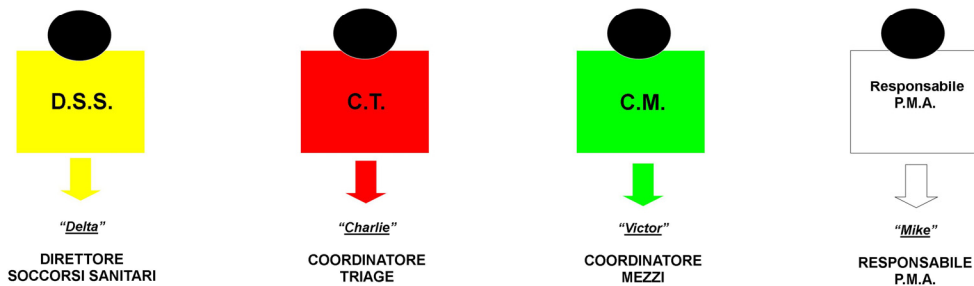 D.S.S.
C.T.
C.M.
Responsabile
P.M.A.
“Delta”
“Charlie”
“Victor”
“Mike”
DIRETTORE
SOCCORSI SANITARI
COORDINATORE
TRIAGE
COORDINATORE
MEZZI
RESPONSABILE
P.M.A.